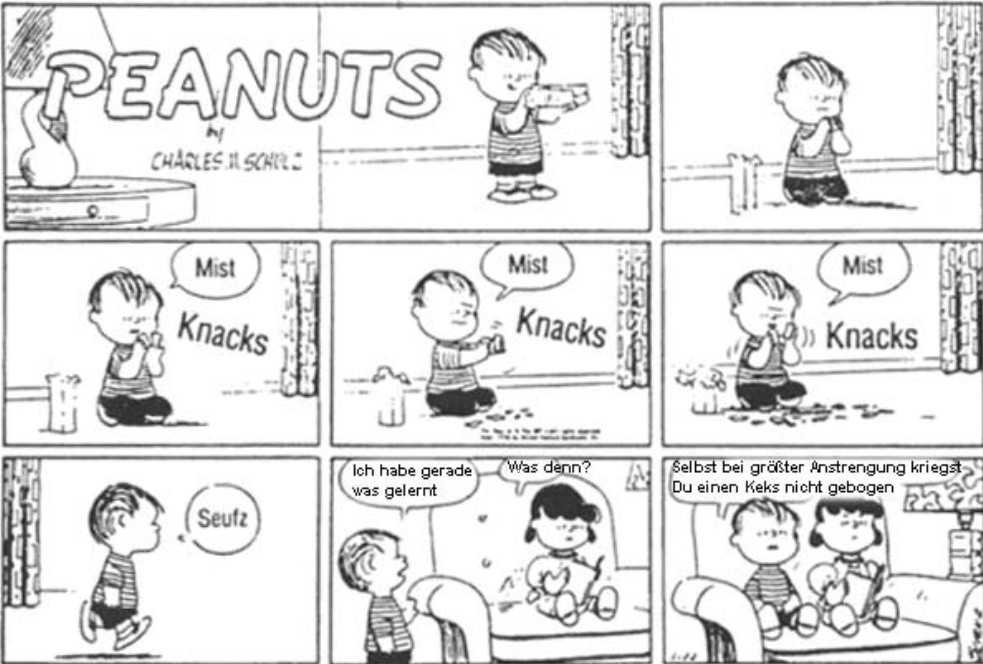 PEANUTS
by
CHARLES M. SCHULZ
Mist
Knacks
Mist
Knacks
Mist
Knacks
Seufz
Ich habe gerade
was gelernt
Was denn?
Selbst bei größter Anstrengung kriegst
Du einen Keks nicht gebogen